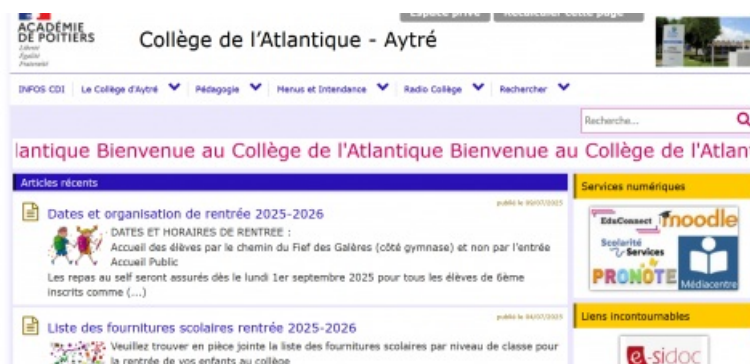 Espace privé Recalculer cette page
ACADÉMIE
DE POITIERS
Liberté
Égalité
Fraternité
Collège de l'Atlantique - Aytré
INFOS CDI Le Collège d'Aytré Pédagogie Menus et Intendance Radio Collège Rechercher
Recherche...
lantique Bienvenue au Collège de l'Atlantique Bienvenue au Collège de l'Atlan
Articles récents
Services numériques
publié le 09/07/2025
Dates et organisation de rentrée 2025-2026
DATES ET HORAIRES DE RENTREE :
Accueil des élèves par le chemin du Fief des Galères (côté gymnase) et non par l'entrée
Accueil Public
Les repas au self seront assurés dès le lundi 1er septembre 2025 pour tous les élèves de 6ème
inscrits comme (...)
EduConnect moodle
Scolarité
Services
PRONOTE Médiacentre
Liens incontournables
publié le 04/07/2025
Liste des fournitures scolaires rentrée 2025-2026
Veuillez trouver en pièce jointe la liste des fournitures scolaires par niveau de classe pour
la rentrée de vos enfants au collège
e-sidoc